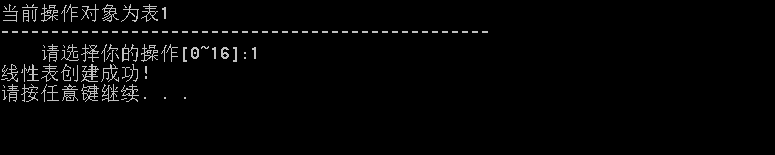 当前操作对象为表1
-------------------------------------------------
请选择你的操作[0~16]:1
线性表创建成功!
请按任意键继续. . .